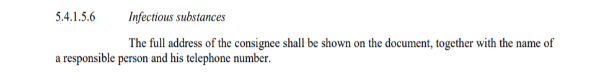 5.4.1.5.6 Infectious substances
The full address of the consignee shall be shown on the document, together with the name of
a responsible person and his telephone number.